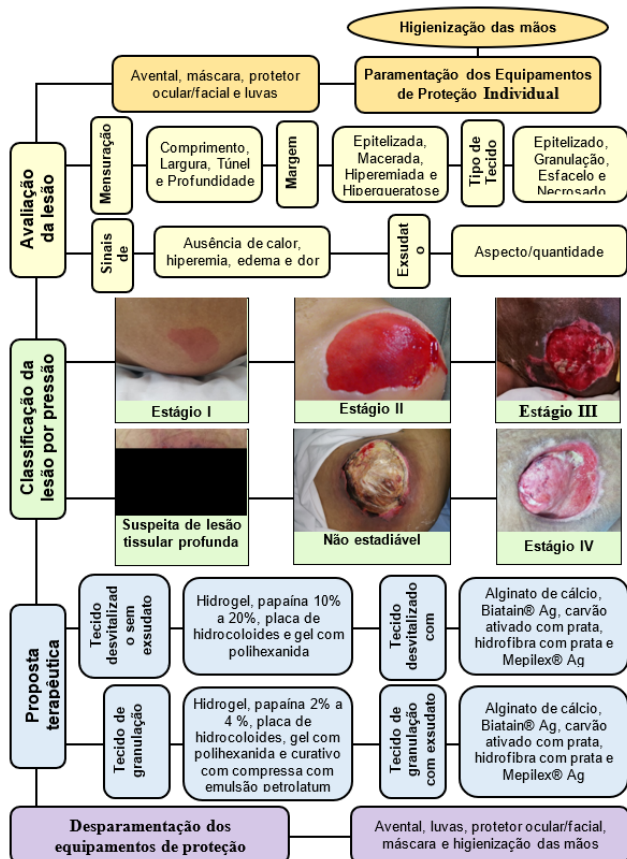 Higienização das mãos
Avental, máscara, protetor
ocular/facial e luvas
Paramentação dos Equipamentos
de Proteção Individual
Avaliação
da lesão
Mensuração
Comprimento,
Largura, Túnel
e Profundidade
Margem
Epitelizada,
Macerada,
Hiperemiada e
Hiperqueratose
Tipo de
Tecido
Epitelizado,
Granulação,
Esfacelo e
Necrosado
Sinais
de
Ausência de calor,
hiperemia, edema e dor
Exsudat
o
Aspecto/quantidade
Classificação da
lesão por pressão
Estágio I
Estágio II
Estágio III
Suspeita de lesão
tissular profunda
Não estadiável
Estágio IV
Proposta
terapêutica
Tecido
desvitalizad
o sem
exsudato
Hidrogel, papaína 10%
a 20%, placa de
hidrocoloides e gel com
polihexanida
Tecido
desvitalizado
com
Alginato de cálcio,
Biatain® Ag, carvão
ativado com prata,
hidrofibra com prata e
Mepilex® Ag
Tecido de
granulação
Hidrogel, papaína 2% a
4 %, placa de
hidrocoloides, gel com
polihexanida e curativo
com compressa com
emulsão petrolatum
Tecido de
granulação
com exsudato
Alginato de cálcio,
Biatain® Ag, carvão
ativado com prata,
hidrofibra com prata e
Mepilex® Ag
Desparamentação dos
equipamentos de proteção
Avental, luvas, protetor ocular/facial,
máscara e higienização das mãos